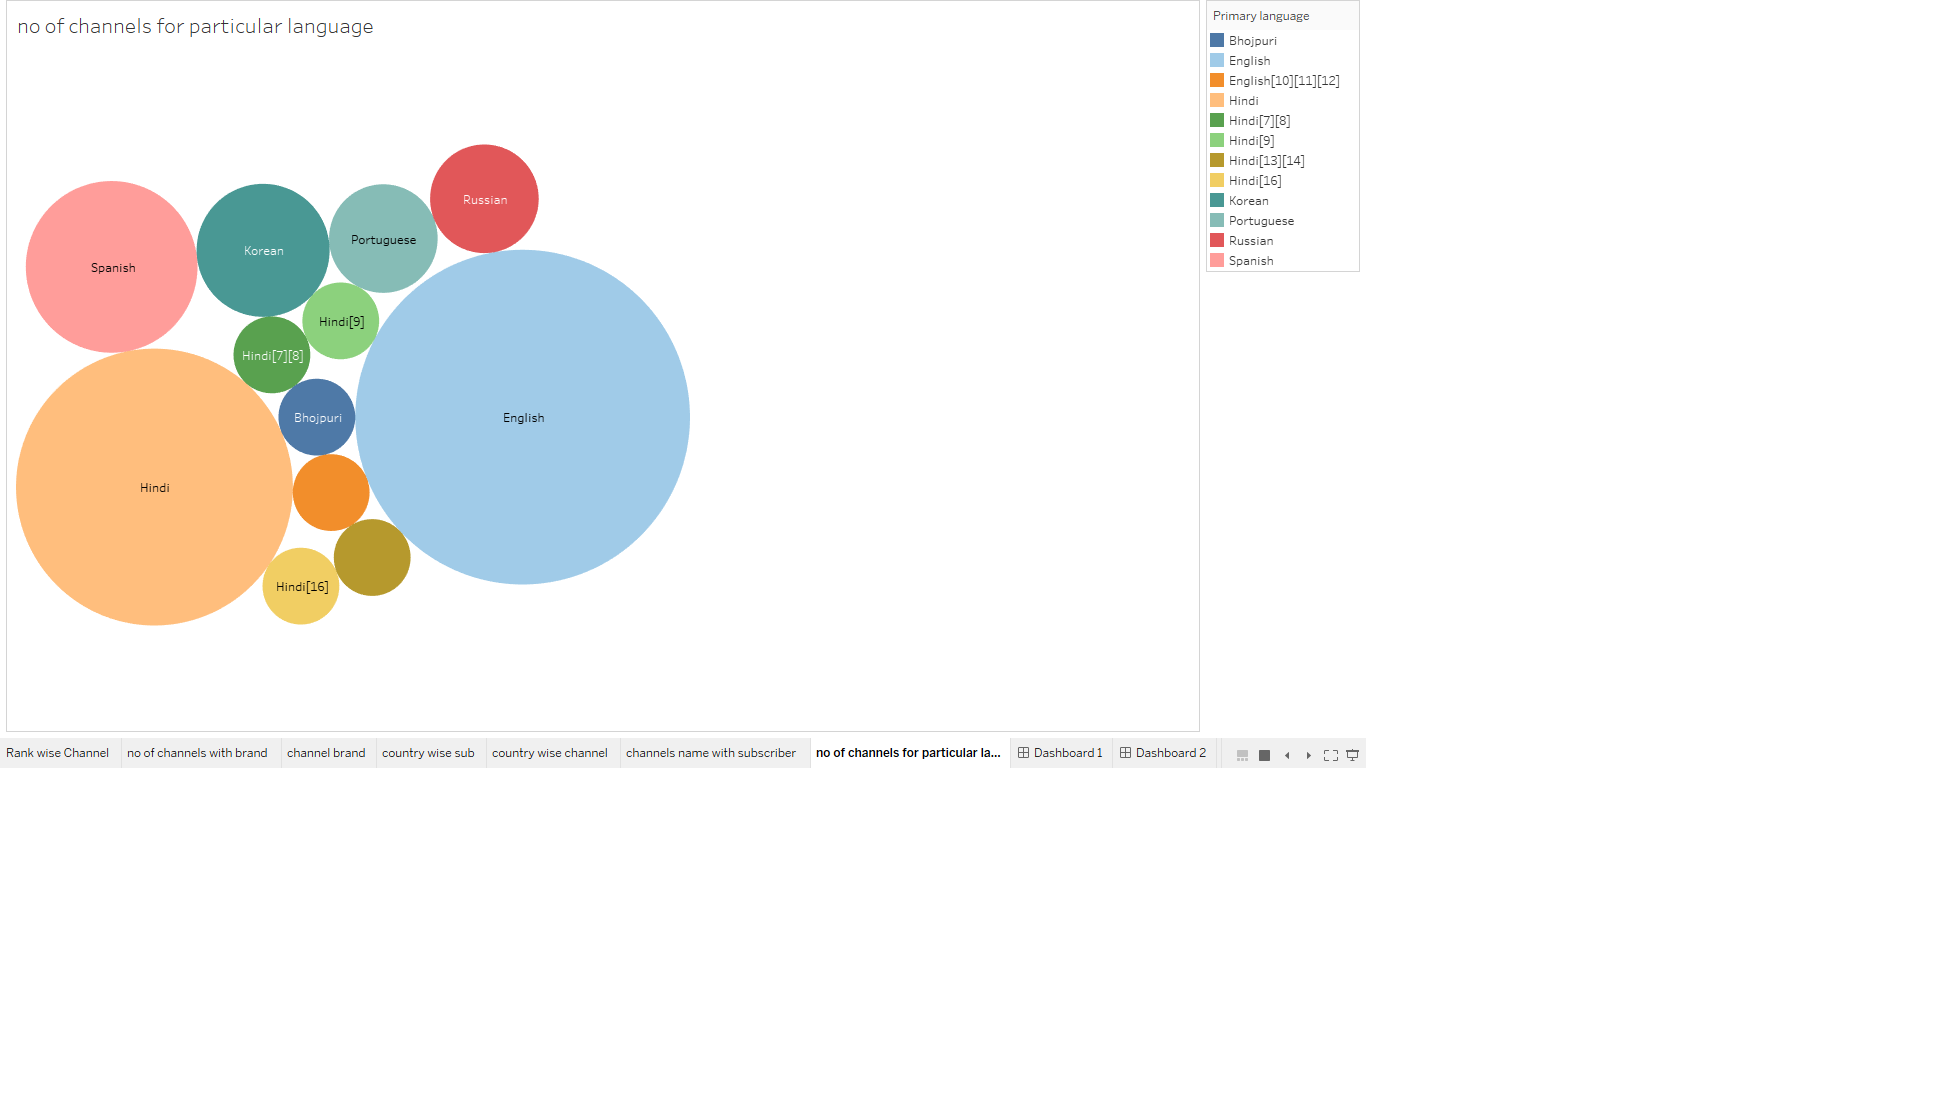 no of channels for particular language
Primary language
Bhojpuri
English
English[10][11][12]
Hindi
Hindi[7][8]
Hindi[9]
Hindi[13][14]
Hindi[16]
Korean
Portuguese
Russian
Spanish
Russian
Portuguese
Korean
Spanish
Hindi[9]
Hindi[7][8]
Bhojpuri
English
Hindi
Hindi[16]
Rank wise Channel
no of channels with brand
channel brand
country wise sub
country wise channel
channels name with subscriber
no of channels for particular la...
Dashboard 1
Dashboard 2